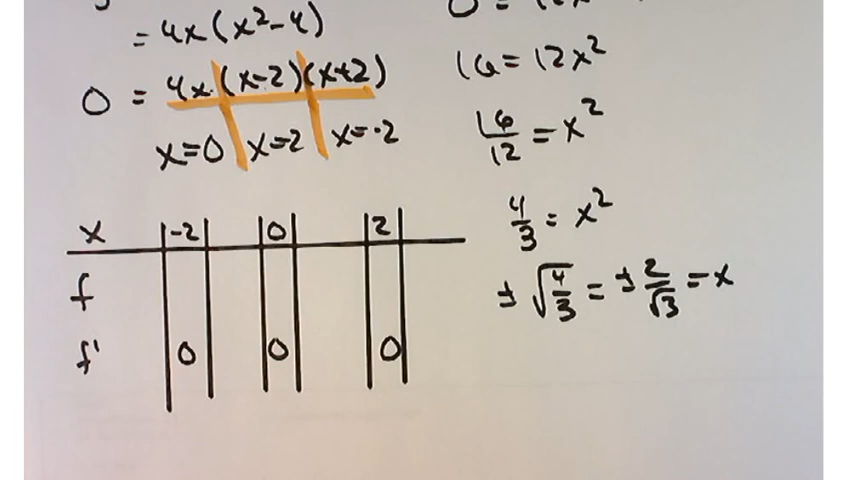 = 4x(x²-4)
0 = 4x(x-2)(x+2)
x=0 x=2 x=-2
16 = 12x²
16/12 = x²
4/3 = x²
± √(4/3) = ± 2/√3 = x
x -2 0 2
f
f' 0 0 0